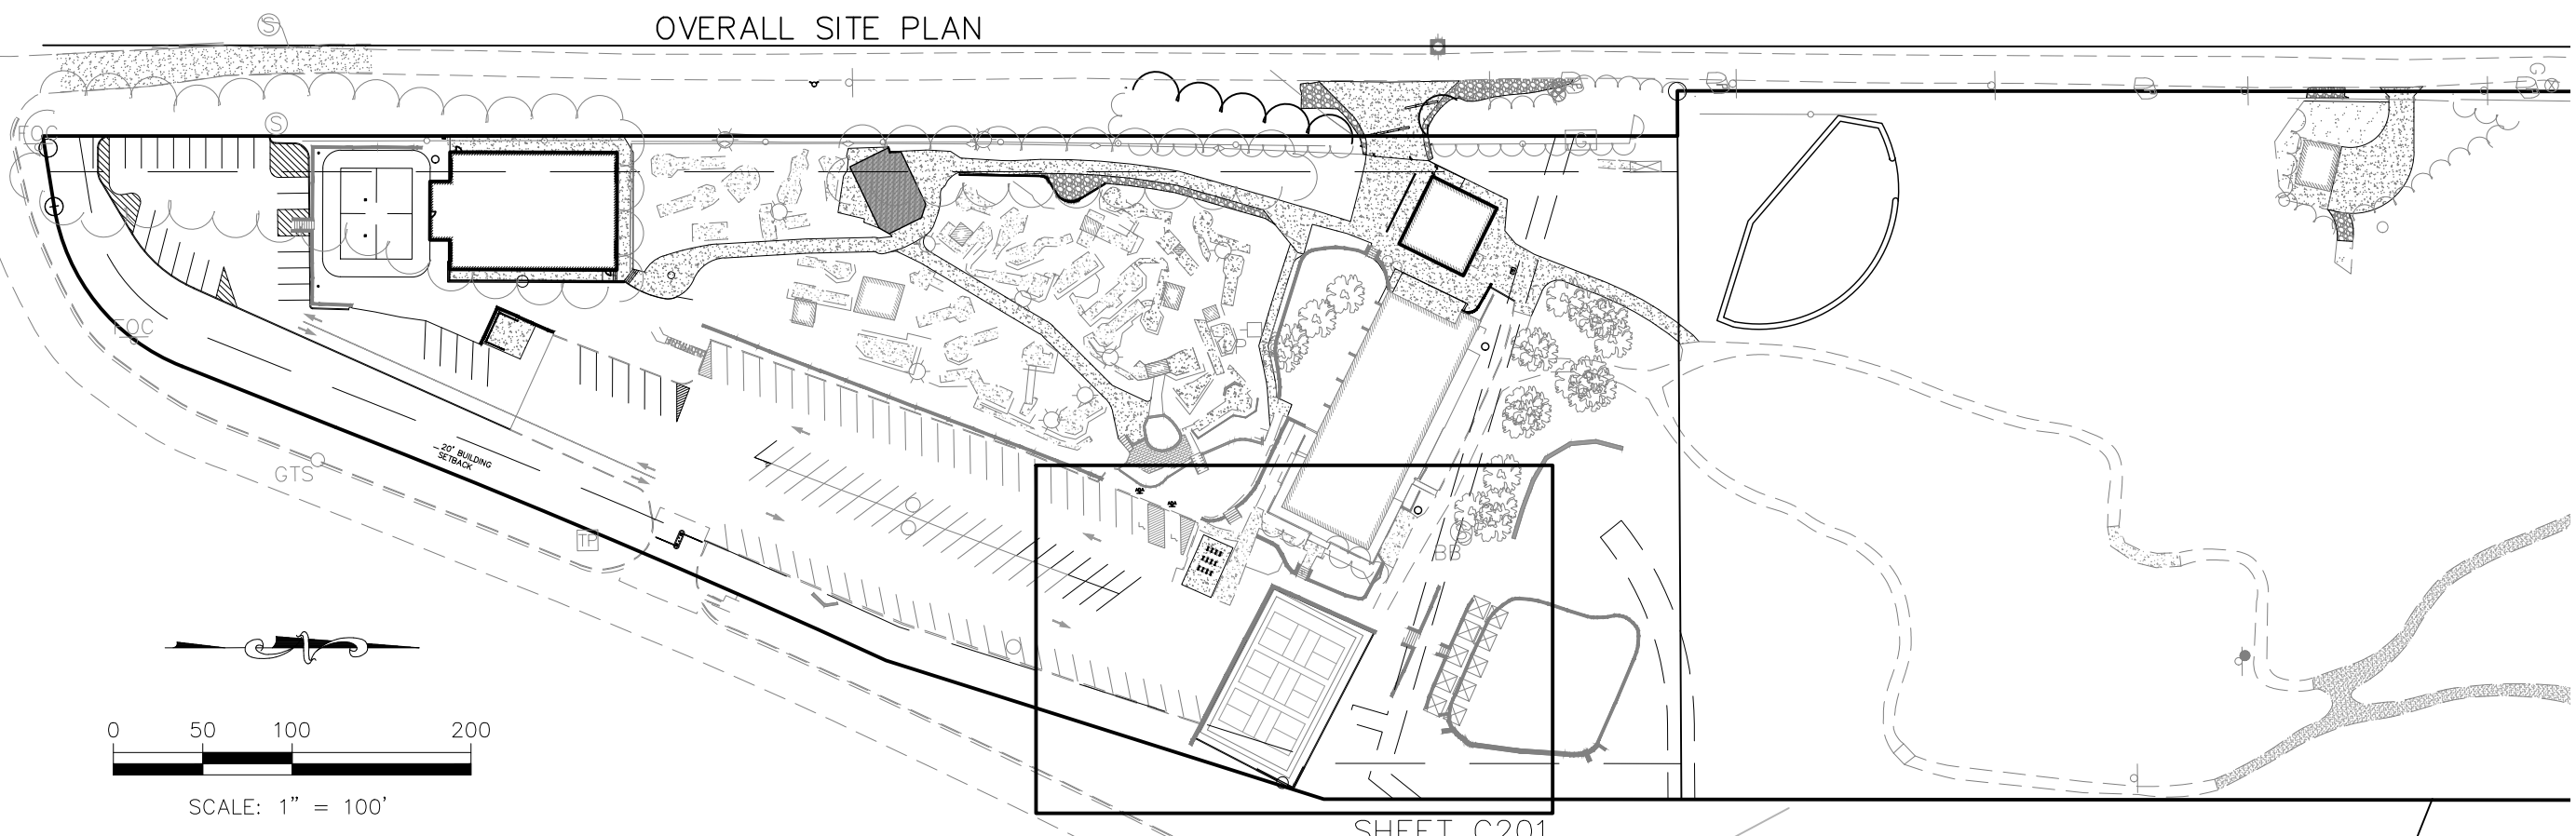 OVERALL SITE PLAN
S
S
FOC
FOC
GTS
20' BUILDING
SETBACK
TP
BB
G
0 50 100 200
SCALE: 1" = 100'
SHEET C201